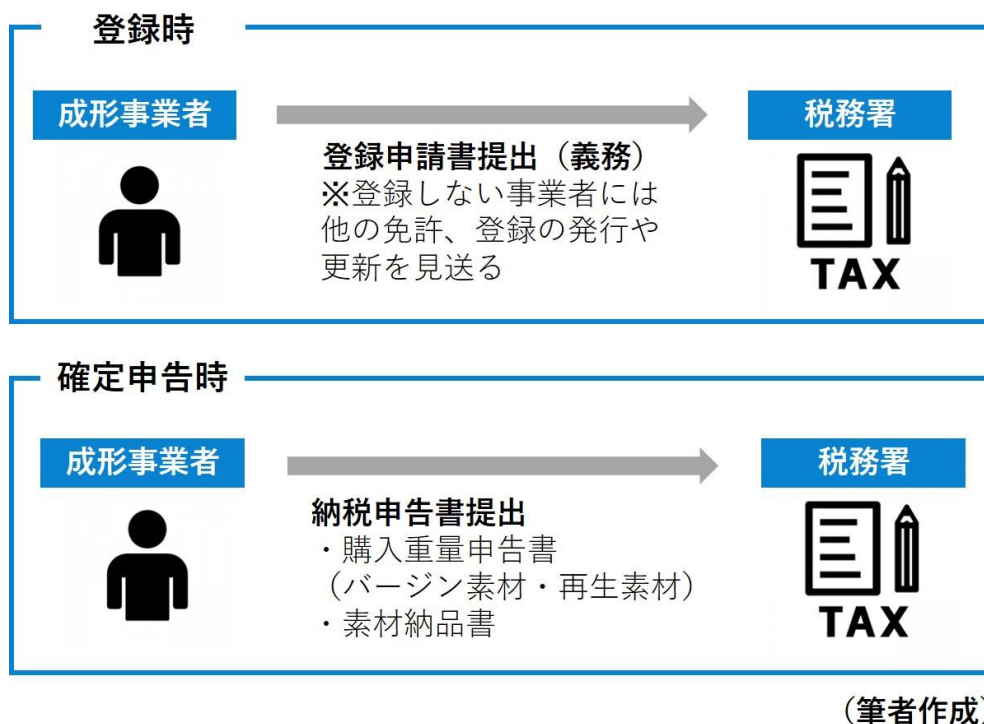 登録時
成形事業者
税務署
登録申請書提出（義務）
※登録しない事業者には
他の免許、登録の発行や
更新を見送る
TAX
確定申告時
成形事業者
税務署
納税申告書提出
・購入重量申告書
（バージン素材・再生素材）
・素材納品書
TAX
（筆者作成）